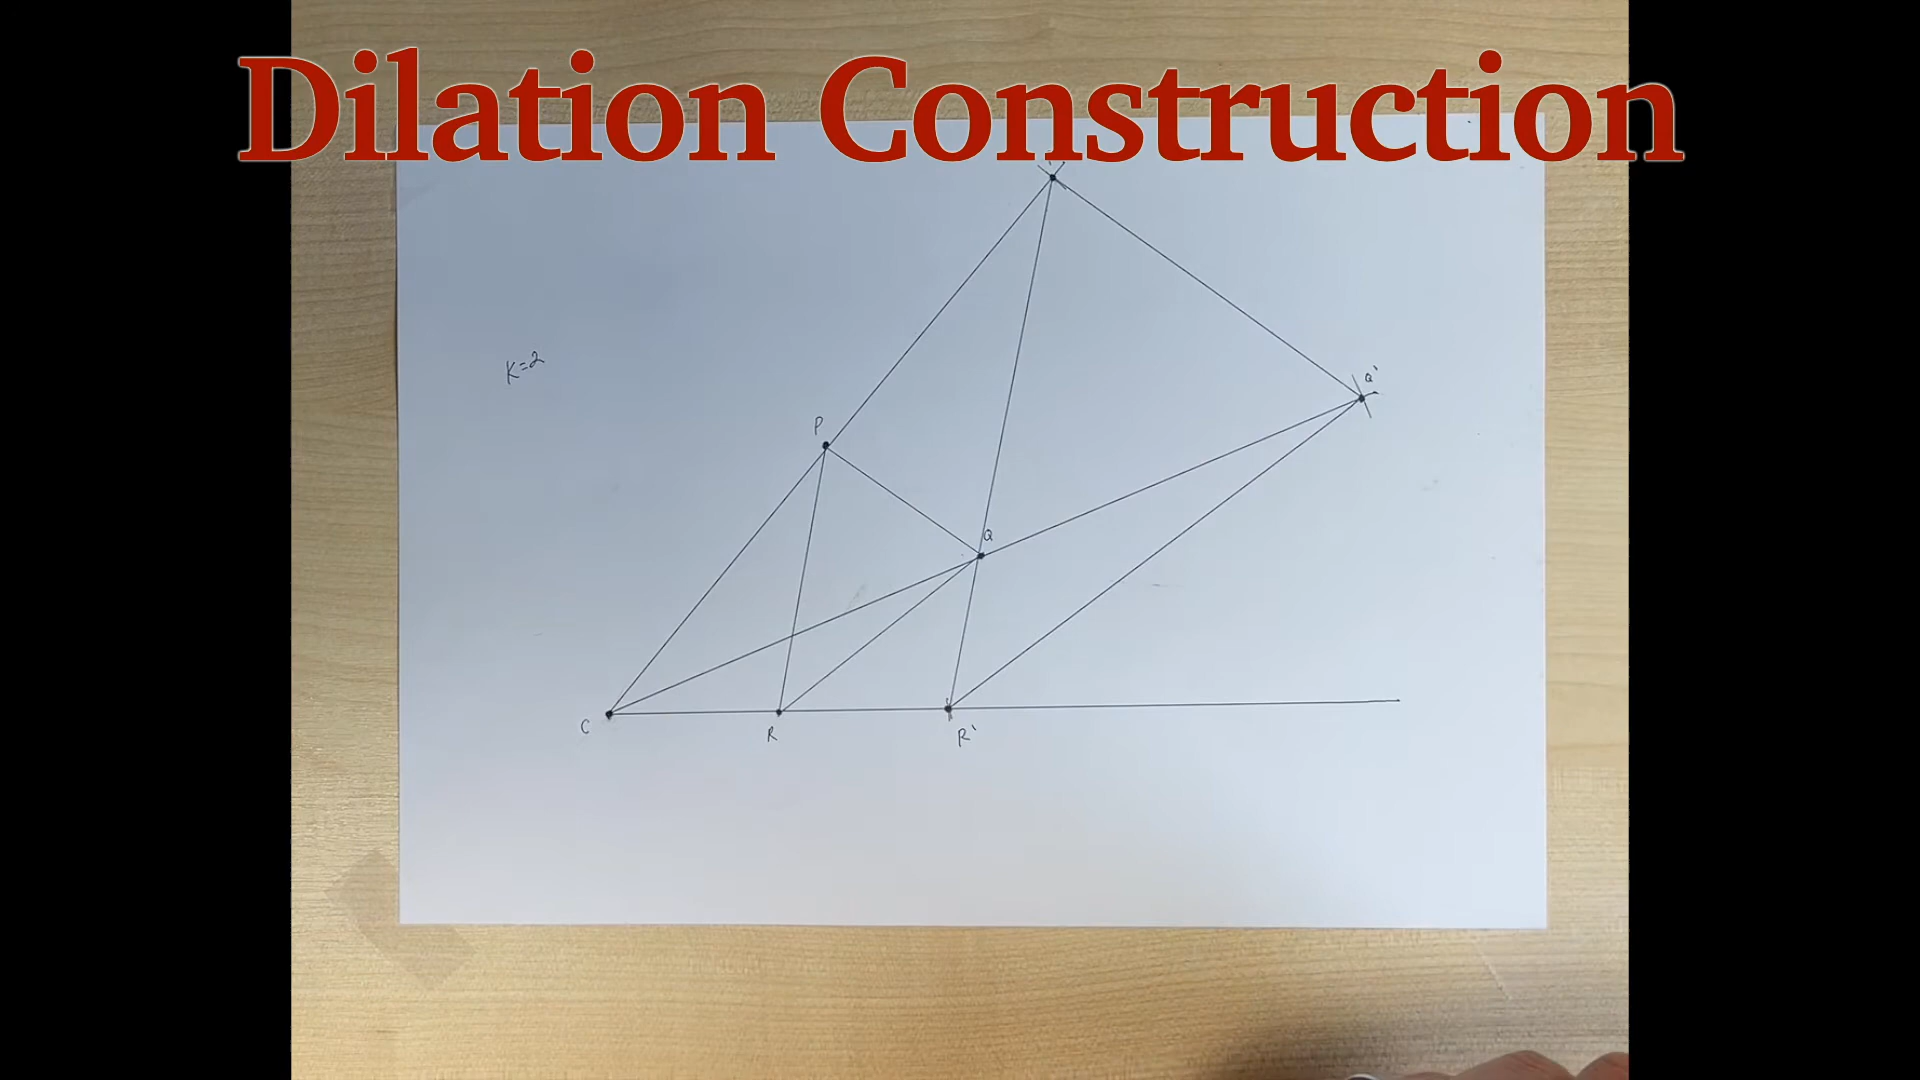 Dilation Construction
K=2
P
Q'
Q
C
R
R'